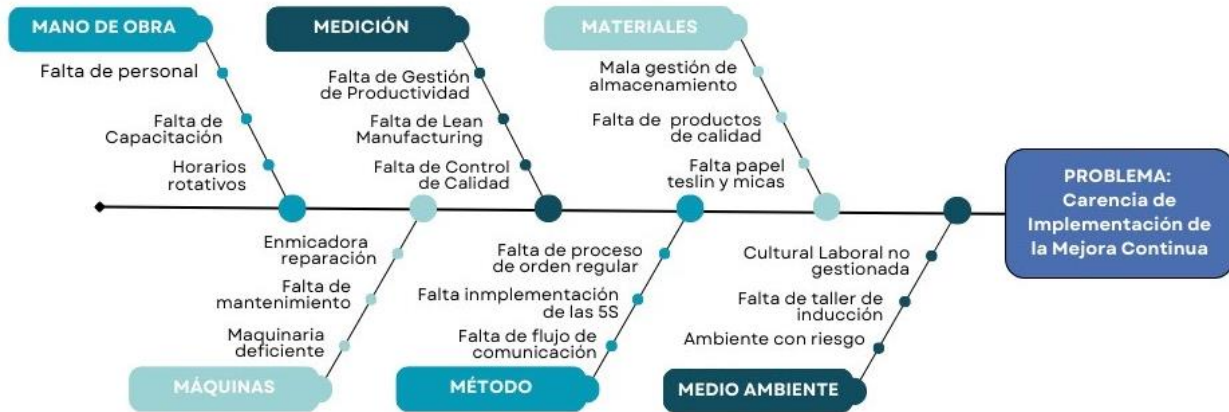 MANO DE OBRA
Falta de personal
Falta de
Capacitación
Horarios
rotativos
MEDICIÓN
Falta de Gestión
de Productividad
Falta de Lean
Manufacturing
Falta de Control
de Calidad
MATERIALES
Mala gestión de
almacenamiento
Falta de productos
de calidad
Falta papel
teslin y micas
PROBLEMA:
Carencia de
Implementación de
la Mejora Continua
Enmicadora
reparación
Falta de
mantenimiento
Maquinaria
deficiente
MÁQUINAS
Falta de proceso
de orden regular
Falta inmplementación
de las 5S
Falta de flujo de
comunicación
MÉTODO
Cultural Laboral no
gestionada
Falta de taller de
inducción
Ambiente con riesgo
MEDIO AMBIENTE